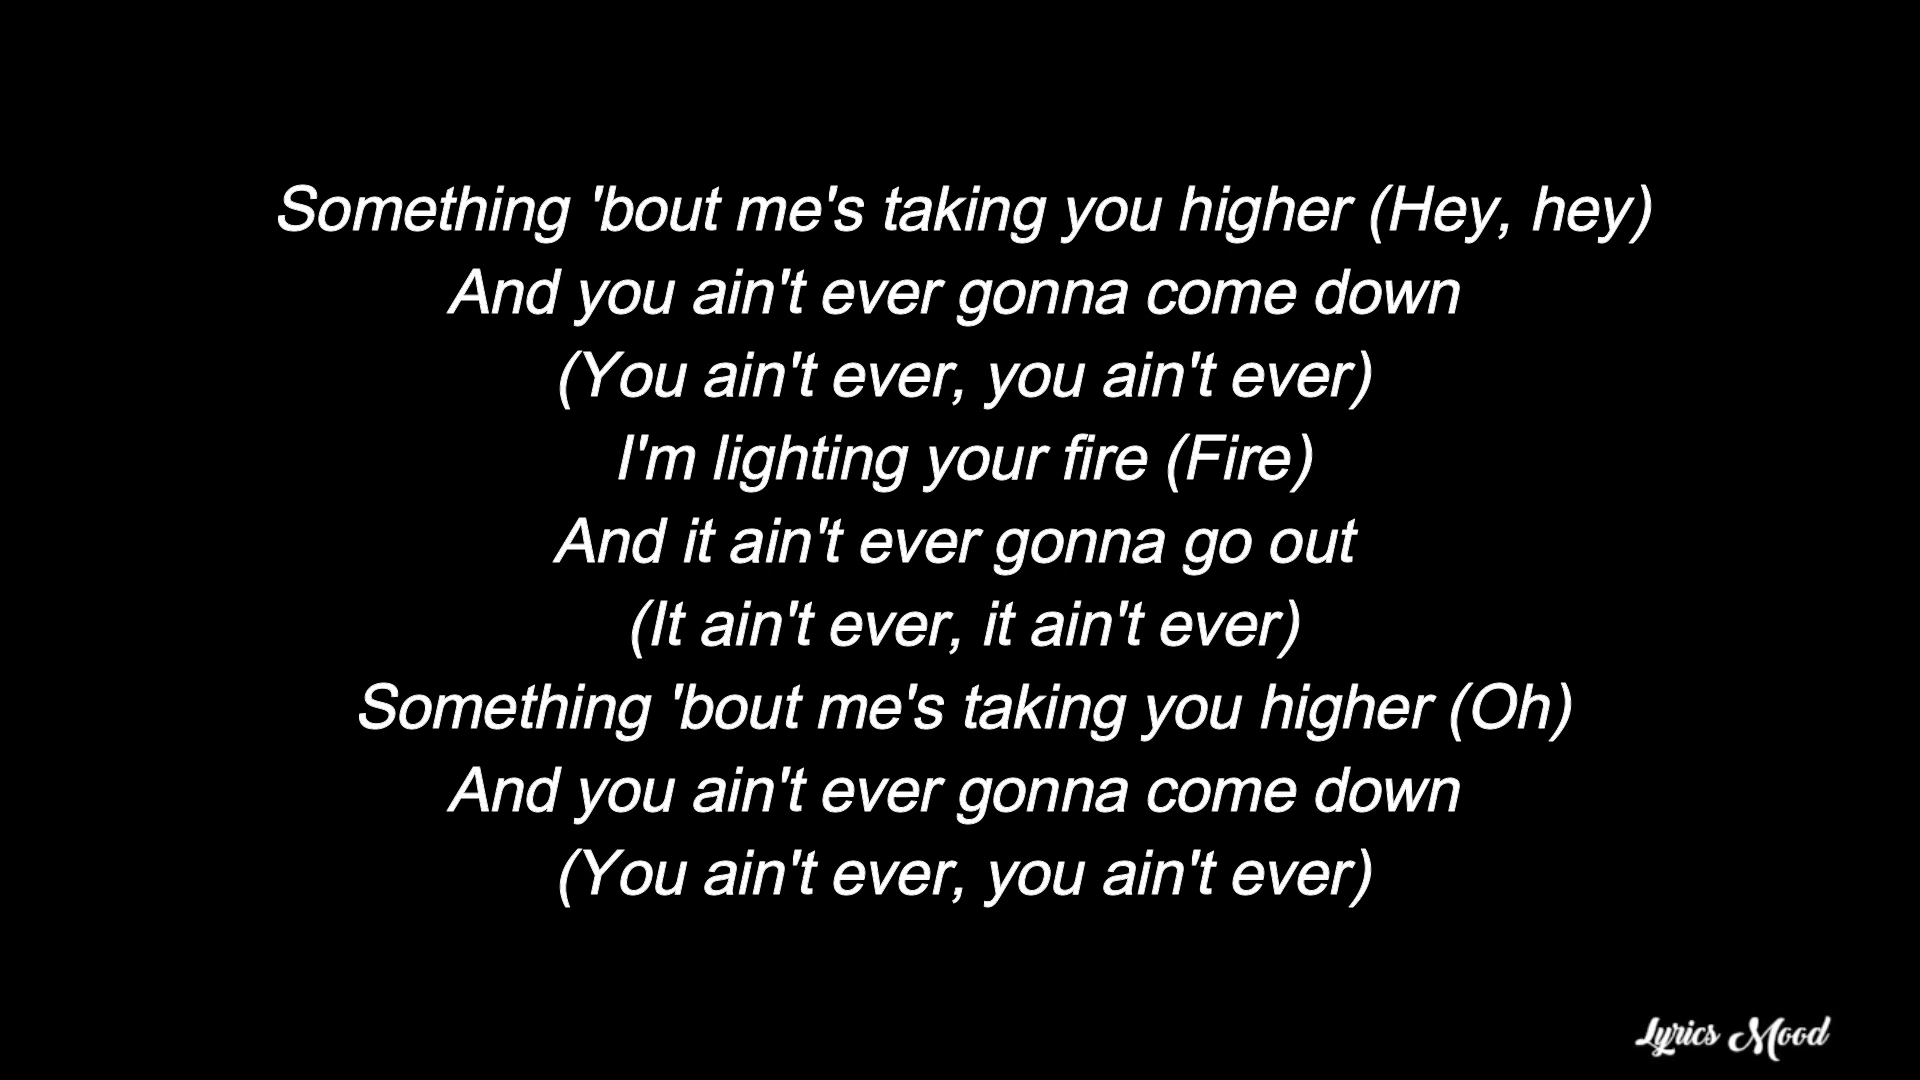 Something 'bout me's taking you higher (Hey, hey)
And you ain't ever gonna come down
(You ain't ever, you ain't ever)
I'm lighting your fire (Fire)
And it ain't ever gonna go out
(It ain't ever, it ain't ever)
Something 'bout me's taking you higher (Oh)
And you ain't ever gonna come down
(You ain't ever, you ain't ever)
Lyrics Mood